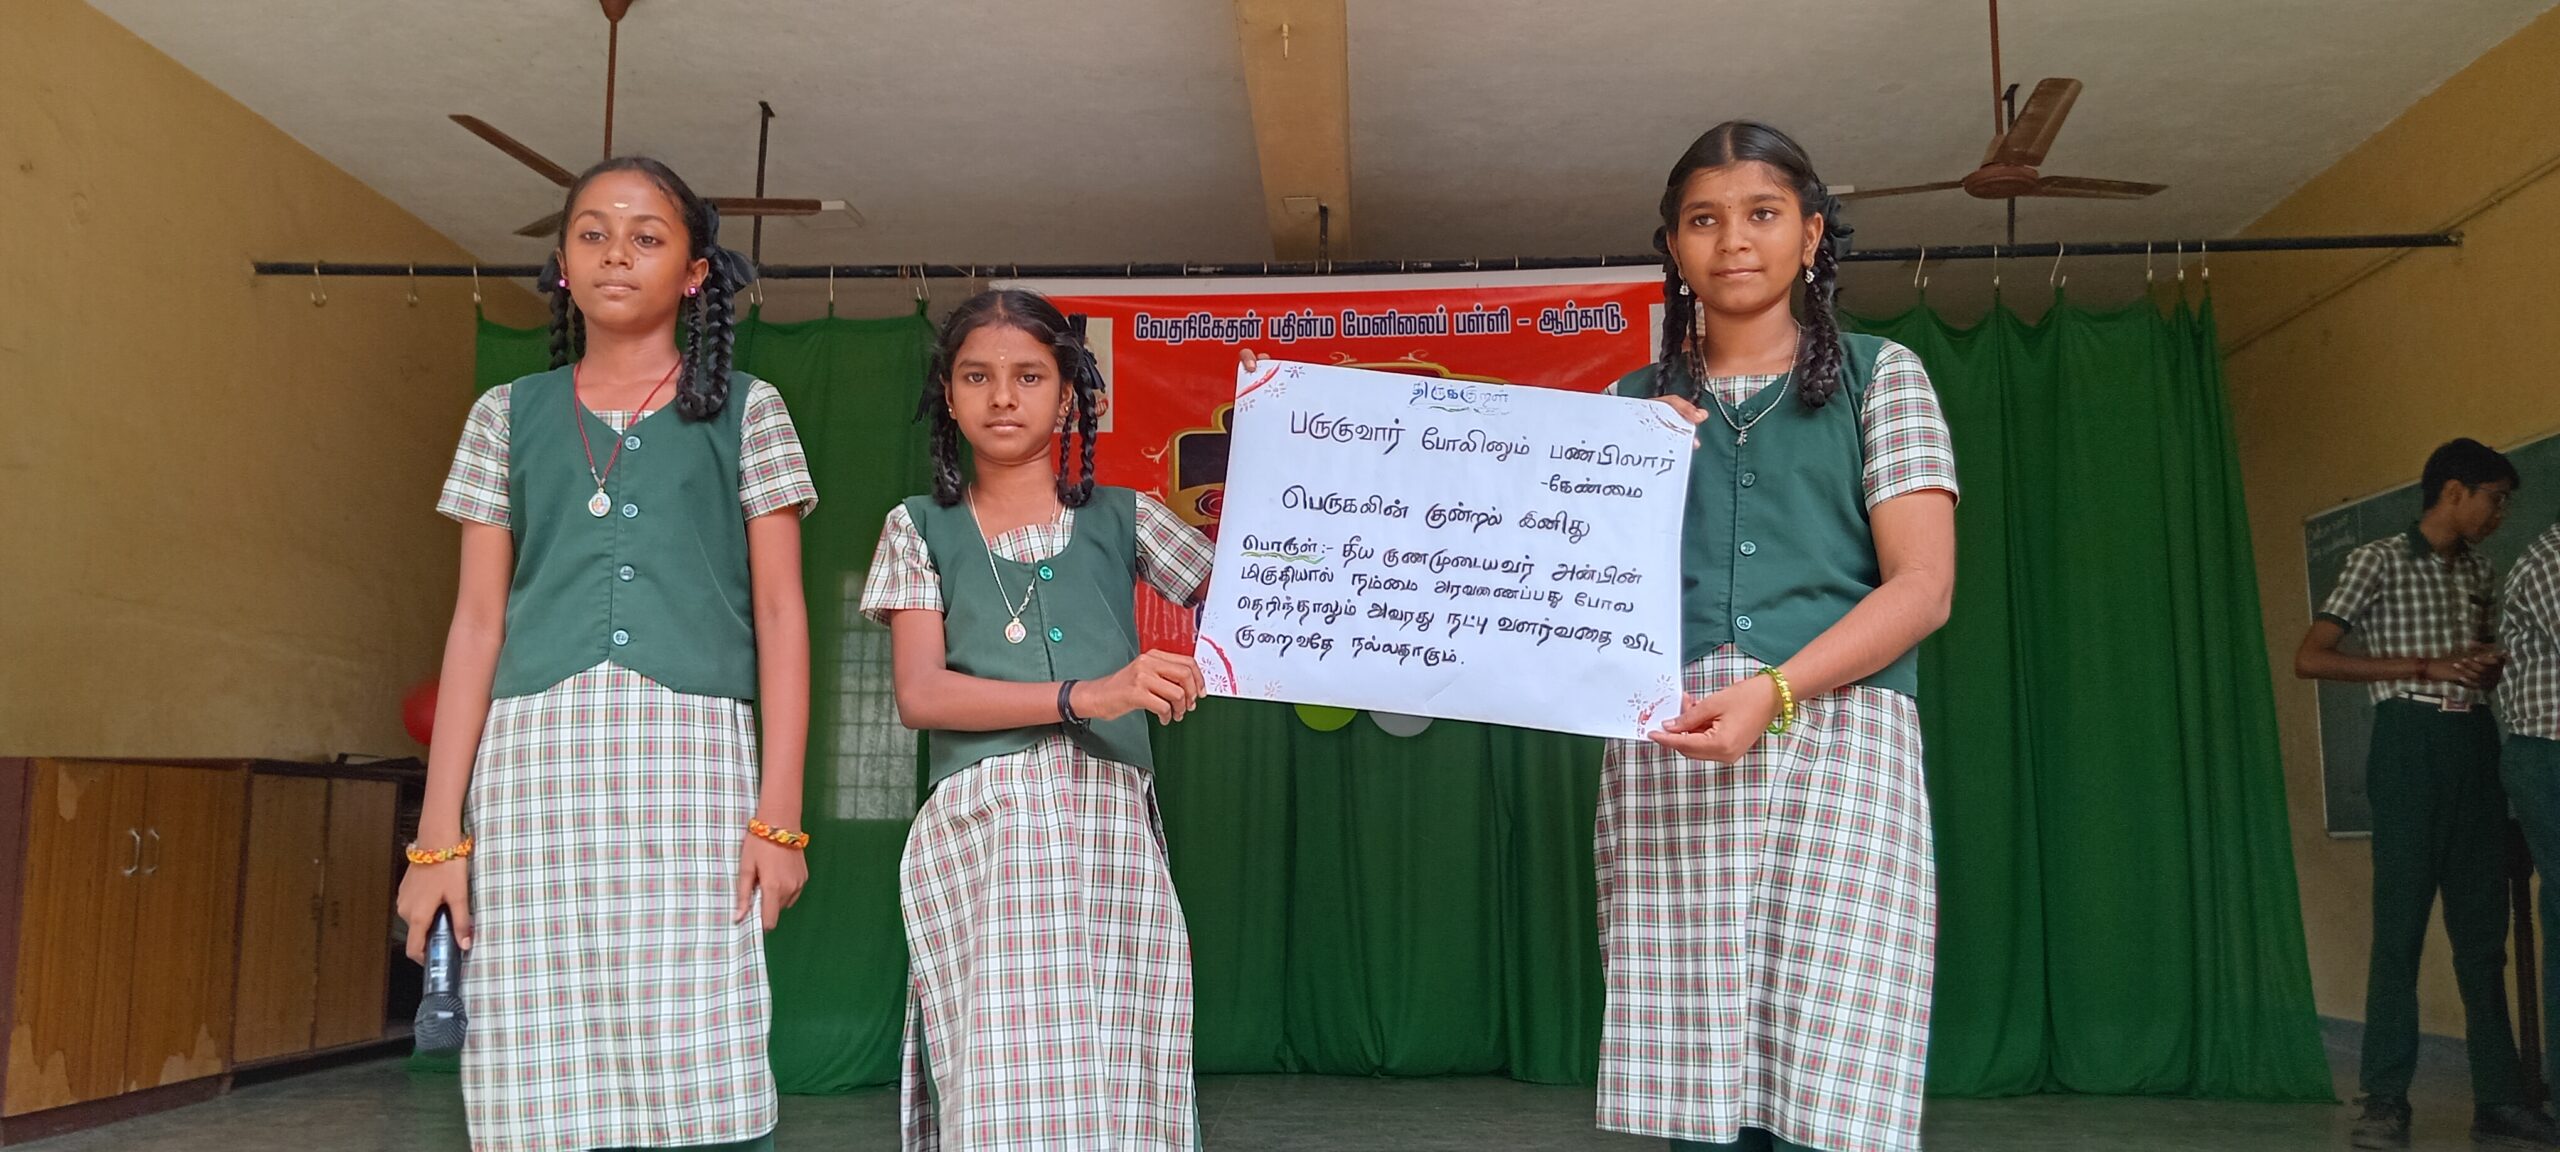 வேதநிகேதன் பதின்ம மேனிலைப் பள்ளி – ஆற்காடு.
திருக்குறள்
பருகுவார் போலினும் பண்பிலார்
-கேண்மை
பெருகலின் குன்றல் இனிது
பொருள்:- தீய குணமுடையவர் அன்பின்
மிகுதியால் நம்மை அரவணைப்பது போல
தெரிந்தாலும் அவரது நட்பு வளர்வதை விட
குறைவதே நல்லதாகும்.